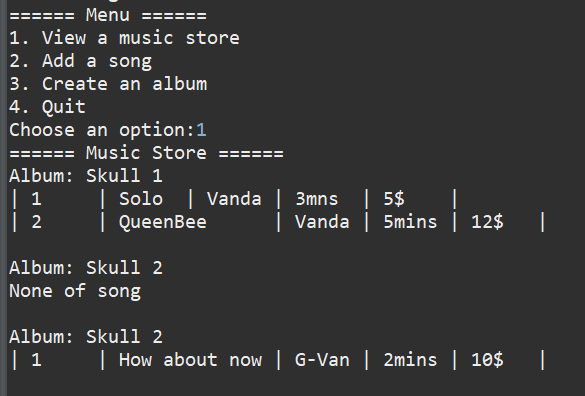 ====== Menu ======
1. View a music store
2. Add a song
3. Create an album
4. Quit
Choose an option:1
====== Music Store ======
Album: Skull 1
| 1     | Solo  | Vanda | 3mns  | 5$    |
| 2     | QueenBee      | Vanda | 5mins | 12$   |
Album: Skull 2
None of song
Album: Skull 2
| 1     | How about now | G-Van | 2mins | 10$   |